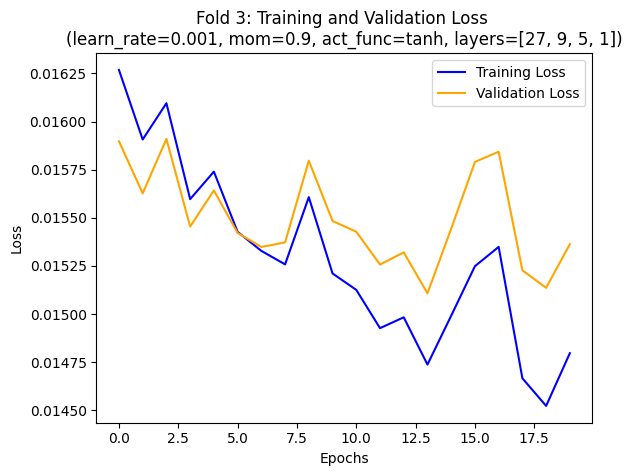 Fold 3: Training and Validation Loss
(learn_rate=0.001, mom=0.9, act_func=tanh, layers=[27, 9, 5, 1])
Training Loss
Validation Loss
0.01625
0.01600
0.01575
0.01550
0.01525
0.01500
0.01475
0.01450
Loss
0.0 2.5 5.0 7.5 10.0 12.5 15.0 17.5
Epochs